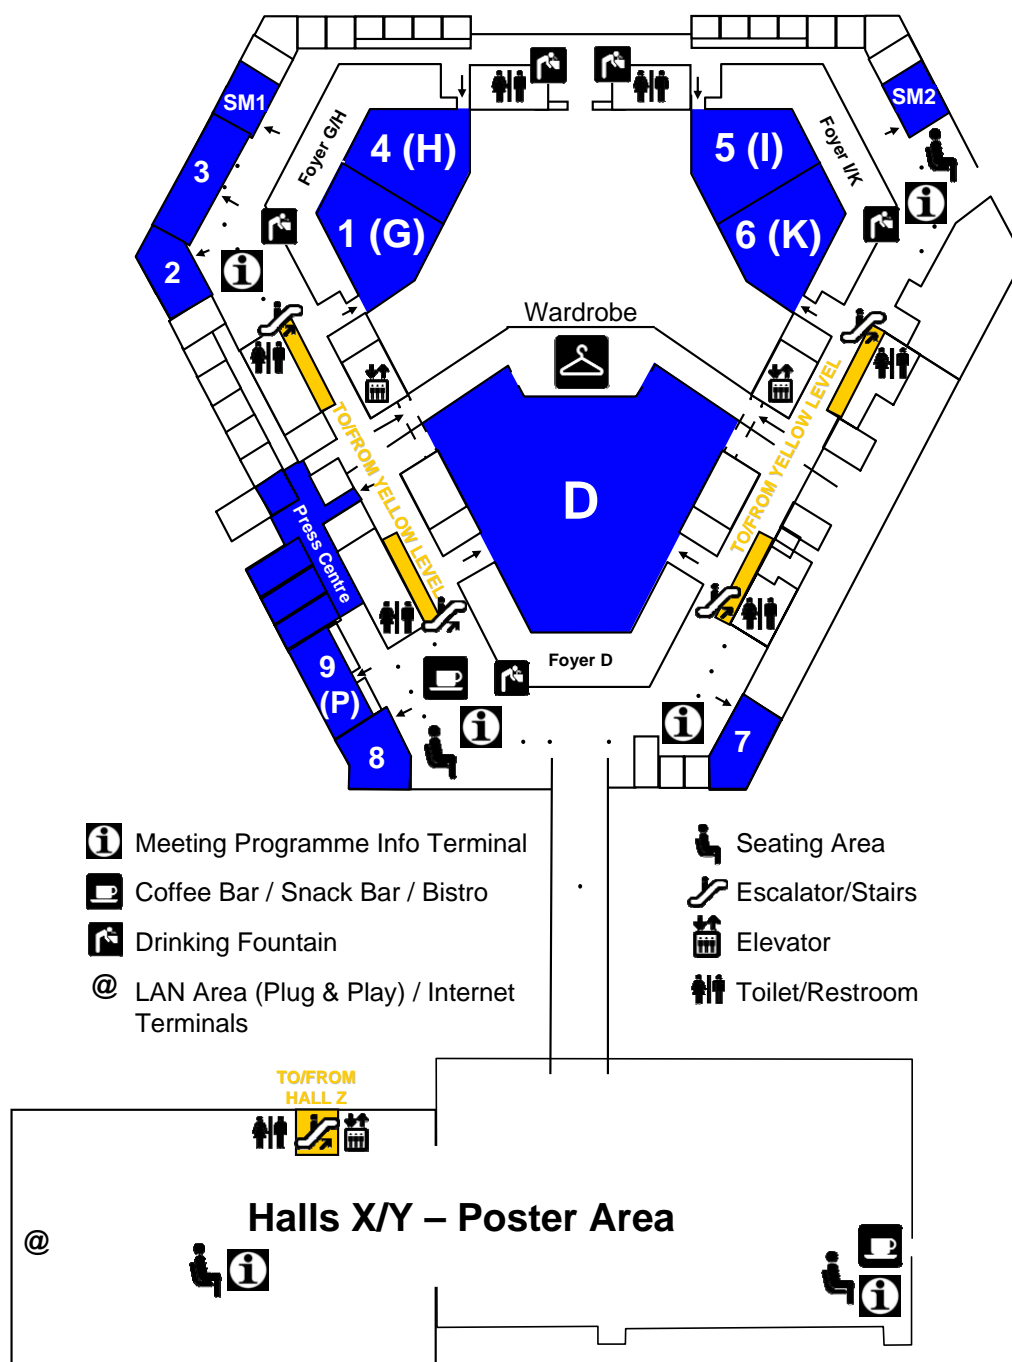 SM1
SM2
3
4 (H)
5 (I)
Foyer G/H
Foyer I/K
1 (G)
6 (K)
2
Wardrobe
TO/FROM YELLOW LEVEL
TO/FROM YELLOW LEVEL
D
Press Centre
9
(P)
Foyer D
8
7
Meeting Programme Info Terminal
Coffee Bar / Snack Bar / Bistro
Drinking Fountain
@ LAN Area (Plug & Play) / Internet
Terminals
Seating Area
Escalator/Stairs
Elevator
Toilet/Restroom
TO/FROM
HALL Z
Halls X/Y – Poster Area
@